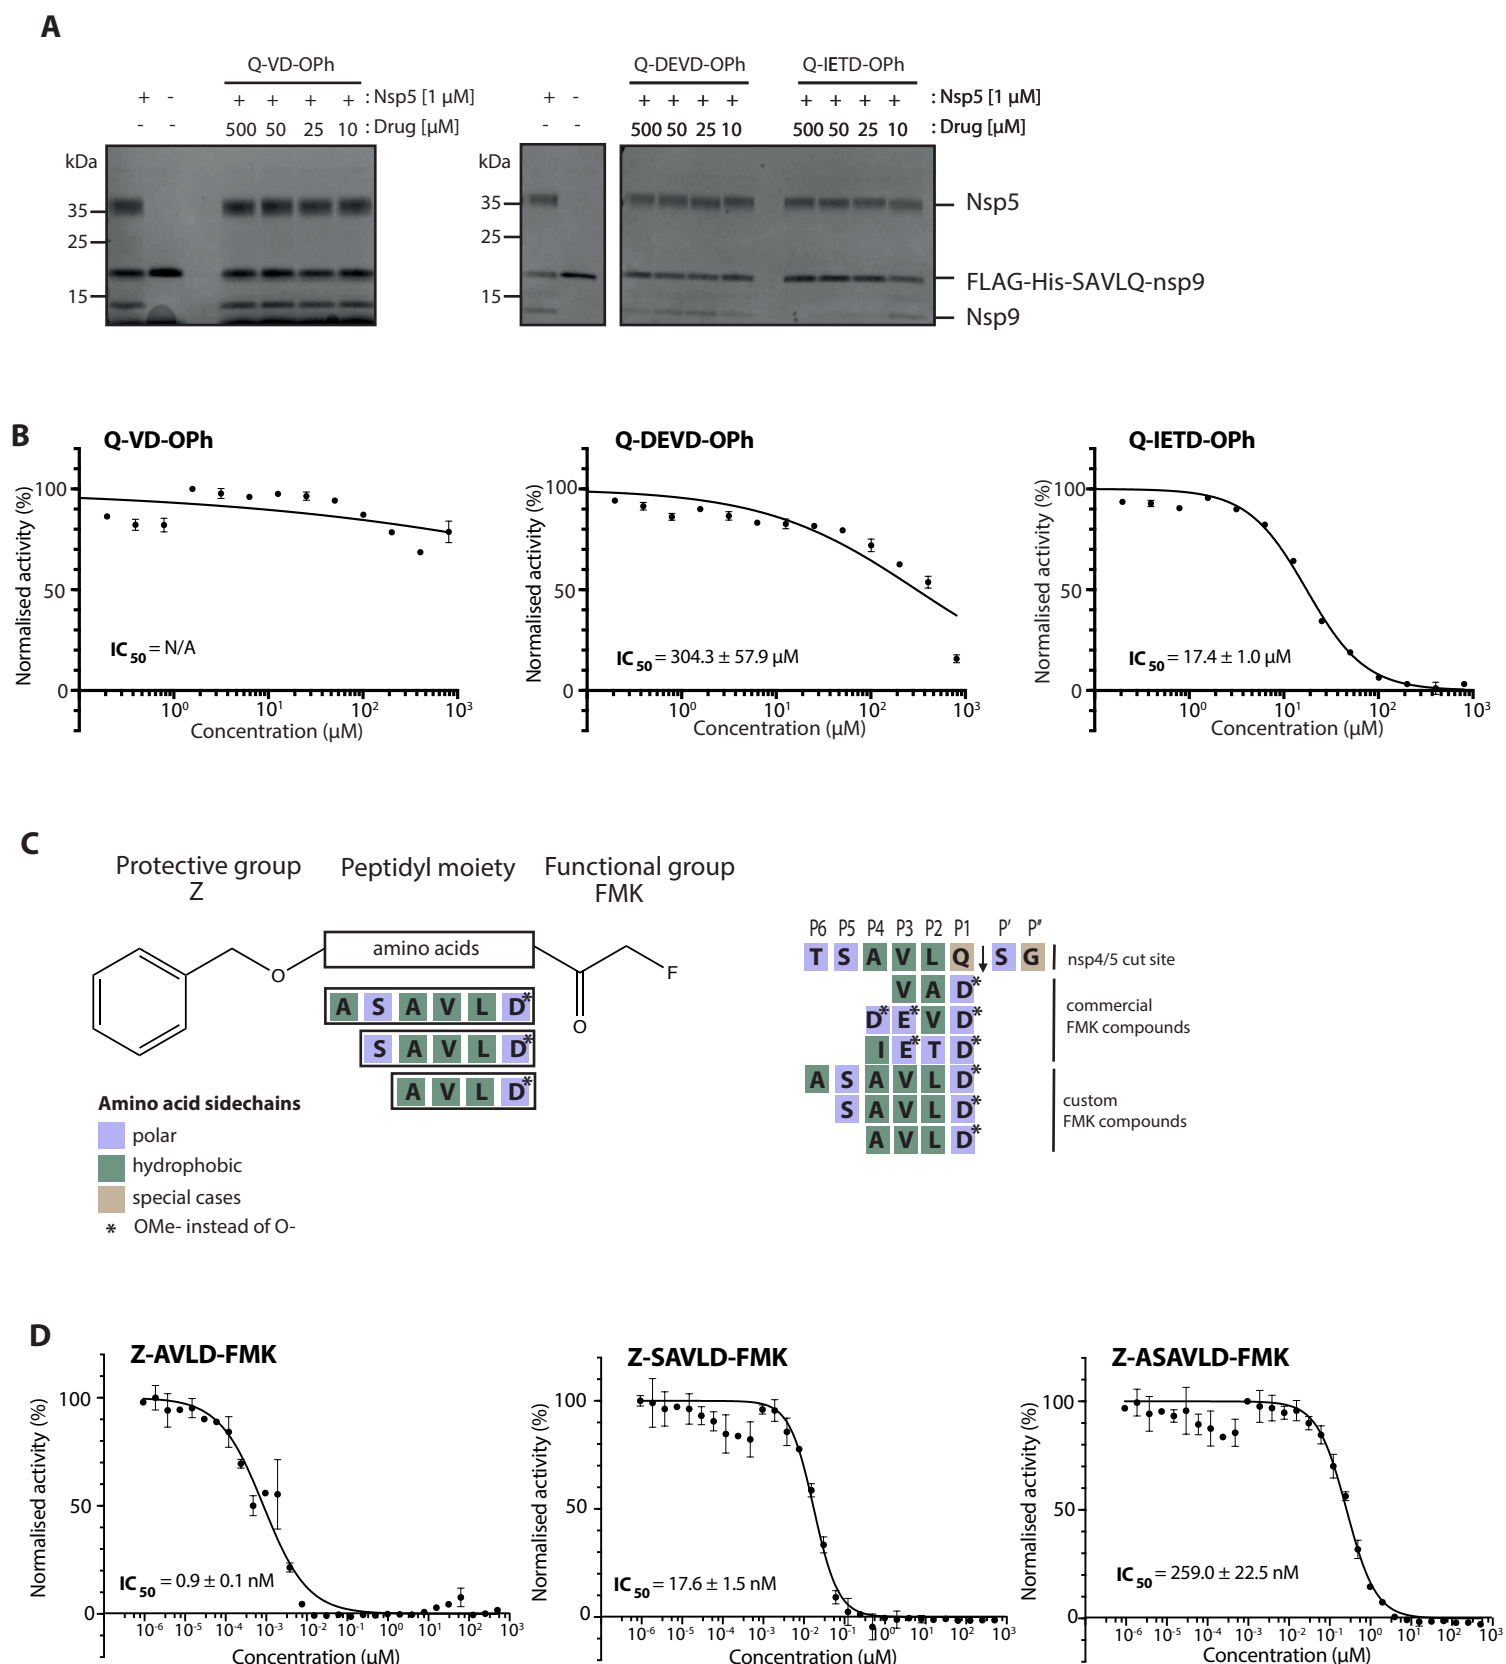 A
Q-VD-OPh
+ - + + + + : Nsp5 [1 µM]
- - 500 50 25 10 : Drug [µM]
kDa
35
25
15
Q-DEVD-OPh Q-IETD-OPh
+ - + + + + + + + + : Nsp5 [1 µM]
- - 500 50 25 10 500 50 25 10 : Drug [µM]
kDa
35
25
15
Nsp5
FLAG-His-SAVLQ-nsp9
Nsp9
B
Q-VD-OPh
Normalised activity (%)
100
50
0
IC50 = N/A
10⁰ 10¹ 10² 10³
Concentration (µM)
Q-DEVD-OPh
Normalised activity (%)
100
50
0
IC50 = 304.3 ± 57.9 µM
10⁰ 10¹ 10² 10³
Concentration (µM)
Q-IETD-OPh
Normalised activity (%)
100
50
0
IC50 = 17.4 ± 1.0 µM
10⁰ 10¹ 10² 10³
Concentration (µM)
C
Protective group
Z
Peptidyl moiety
Functional group
FMK
amino acids
O
O
F
A S A V L D*
S A V L D*
A V L D*
Amino acid sidechains
polar
hydrophobic
special cases
* OMe- instead of O-
P6 P5 P4 P3 P2 P1 P' P''
T S A V L Q S G nsp4/5 cut site
V A D*
D* E* V D*
I E* T D*
commercial
FMK compounds
A S A V L D*
S A V L D*
A V L D*
custom
FMK compounds
D
Z-AVLD-FMK
Normalised activity (%)
100
50
0
IC50 = 0.9 ± 0.1 nM
10⁻⁶ 10⁻⁵ 10⁻⁴ 10⁻³ 10⁻² 10⁻¹ 10⁰ 10¹ 10² 10³
Concentration (µM)
Z-SAVLD-FMK
Normalised activity (%)
100
50
0
IC50 = 17.6 ± 1.5 nM
10⁻⁶ 10⁻⁵ 10⁻⁴ 10⁻³ 10⁻² 10⁻¹ 10⁰ 10¹ 10² 10³
Concentration (µM)
Z-ASAVLD-FMK
Normalised activity (%)
100
50
0
IC50 = 259.0 ± 22.5 nM
10⁻⁶ 10⁻⁵ 10⁻⁴ 10⁻³ 10⁻² 10⁻¹ 10⁰ 10¹ 10² 10³
Concentration (µM)